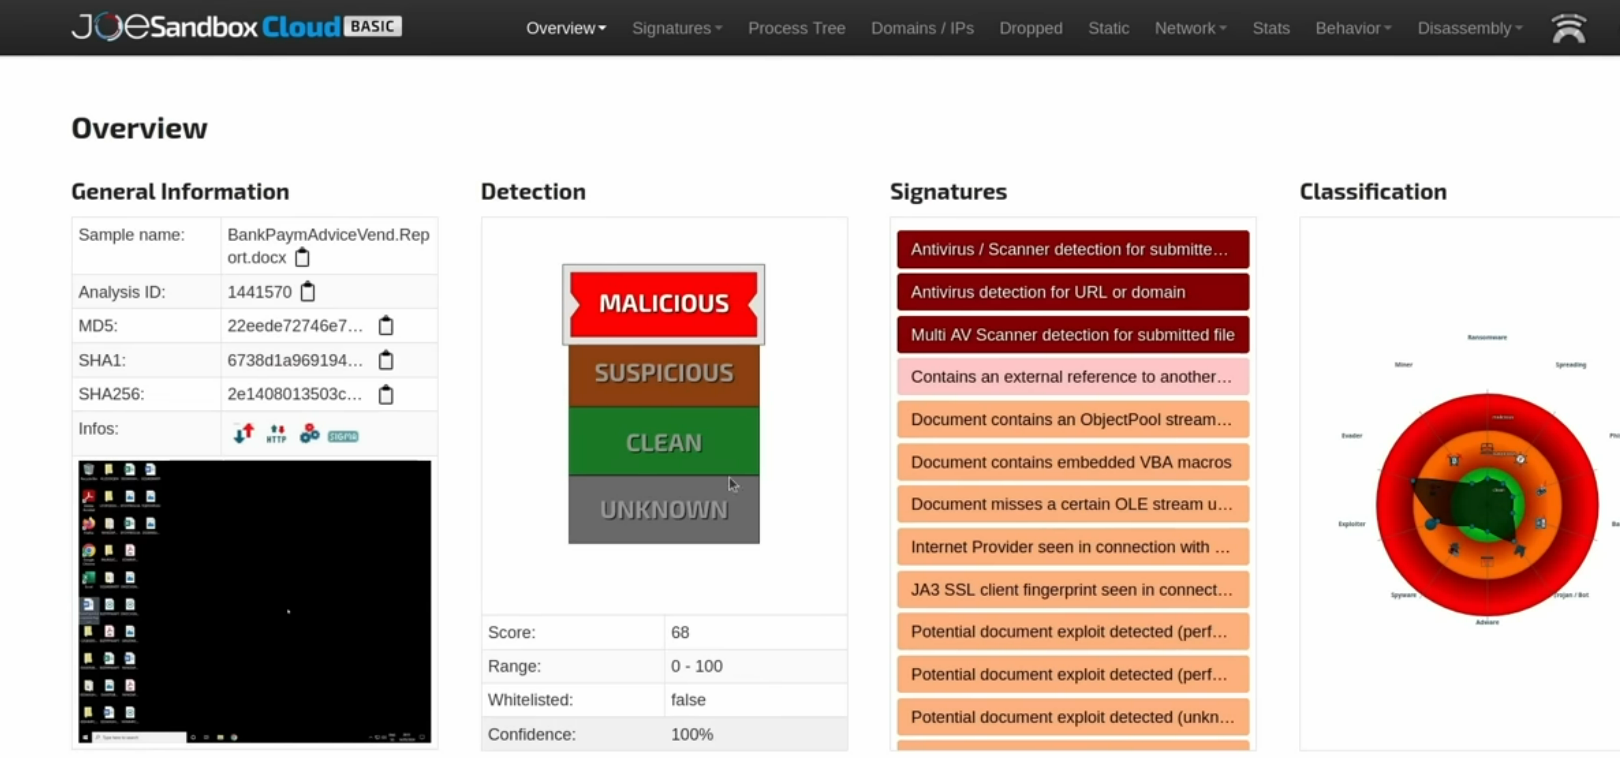 JOESandbox Cloud BASIC
Overview Signatures Process Tree Domains / IPs Dropped Static Network Stats Behavior Disassembly
Overview
General Information
Sample name: BankPaymAdviceVend.Rep
ort.docx
Analysis ID: 1441570
MD5: 22eede72746e7...
SHA1: 6738d1a969194...
SHA256: 2e1408013503c...
Infos:
HTTP
SIGMA
Type here to search
Detection
MALICIOUS
SUSPICIOUS
CLEAN
UNKNOWN
Score: 68
Range: 0 - 100
Whitelisted: false
Confidence: 100%
Signatures
Antivirus / Scanner detection for submitte...
Antivirus detection for URL or domain
Multi AV Scanner detection for submitted file
Contains an external reference to another...
Document contains an ObjectPool stream...
Document contains embedded VBA macros
Document misses a certain OLE stream u...
Internet Provider seen in connection with ...
JA3 SSL client fingerprint seen in connect...
Potential document exploit detected (perf...
Potential document exploit detected (perf...
Potential document exploit detected (unkn...
Classification
Ransomware
Miner
Spreading
Evader
Exploiter
Spyware
Trojan / Bot
Adware